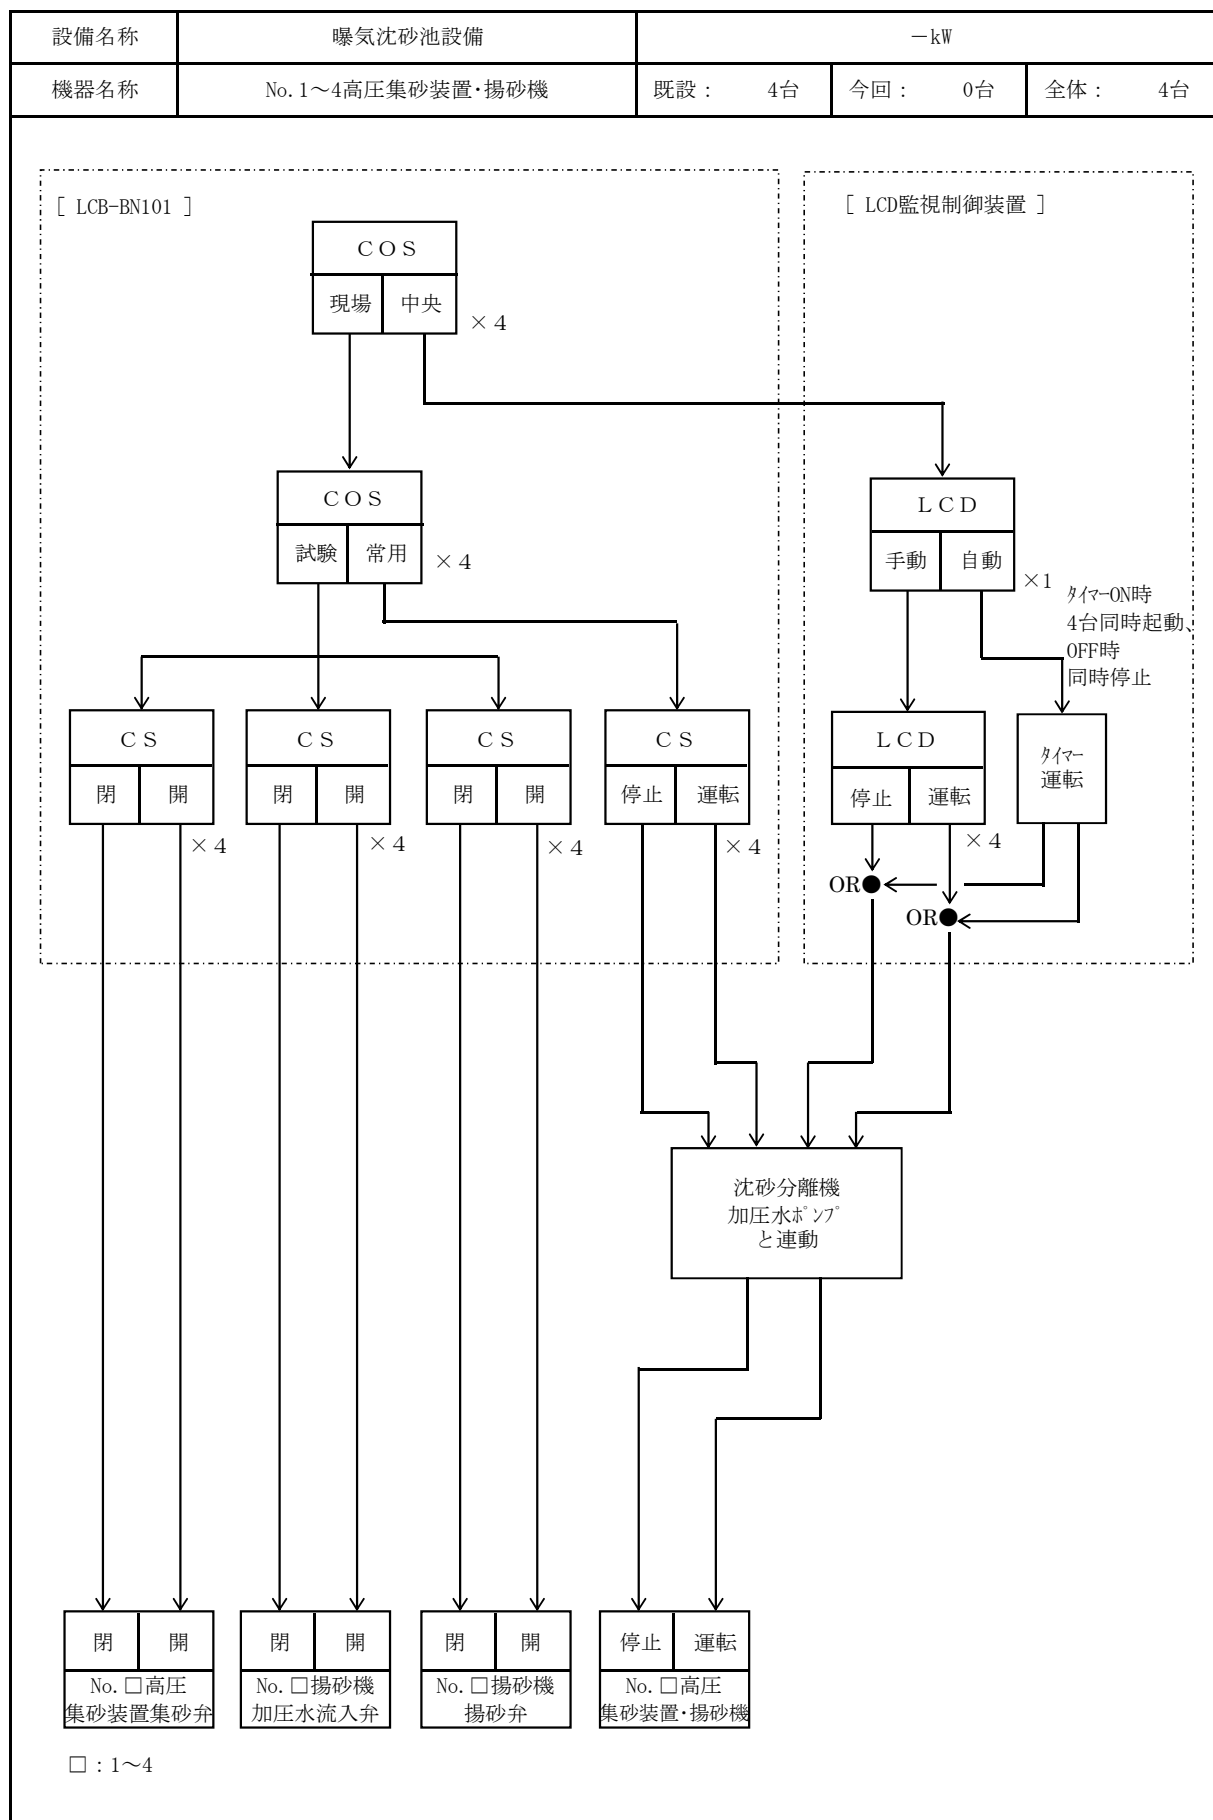 設備名称 曝気沈砂池設備 －kW
機器名称 No.1～4高圧集砂装置･揚砂機 既設： 4台 今回： 0台 全体： 4台
[ LCB-BN101 ]
[ LCD監視制御装置 ]
ＣＯＳ
現場 中央
×４
ＣＯＳ
試験 常用
×４
ＬＣＤ
手動 自動
×1
ﾀｲﾏｰON時
4台同時起動、
OFF時
同時停止
ＣＳ
閉 開
×４
ＣＳ
閉 開
×４
ＣＳ
閉 開
×４
ＣＳ
停止 運転
×４
ＬＣＤ
停止 運転
×４
ﾀｲﾏｰ
運転
OR
OR
沈砂分離機
加圧水ﾎﾟﾝﾌﾟ
と連動
閉 開
No.□高圧
集砂装置集砂弁
閉 開
No.□揚砂機
加圧水流入弁
閉 開
No.□揚砂機
揚砂弁
停止 運転
No.□高圧
集砂装置･揚砂機
□：1～4